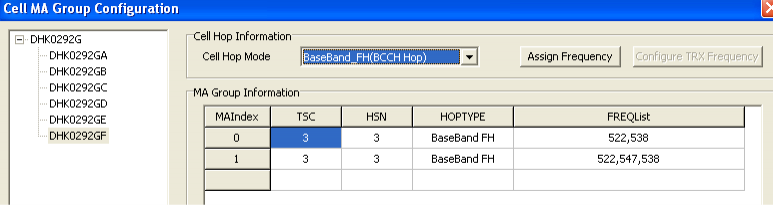 Cell MA Group Configuration
DHK0292G
DHK0292GA
DHK0292GB
DHK0292GC
DHK0292GD
DHK0292GE
DHK0292GF
Cell Hop Information
Cell Hop Mode BaseBand_FH(BCCH Hop) Assign Frequency Configure TRX Frequency
MA Group Information
MAIndex TSC HSN HOPTYPE FREQList
0 3 3 BaseBand FH 522,538
1 3 3 BaseBand FH 522,547,538